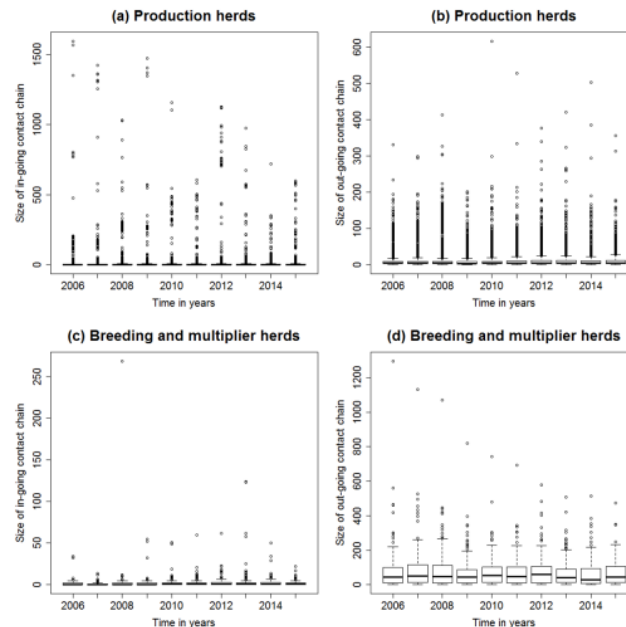 (a) Production herds
Size of in-going contact chain
1500
1000
500
0
2006 2008 2010 2012 2014
Time in years
(b) Production herds
Size of out-going contact chain
600
500
400
300
200
100
0
2006 2008 2010 2012 2014
Time in years
(c) Breeding and multiplier herds
Size of in-going contact chain
250
200
150
100
50
0
2006 2008 2010 2012 2014
Time in years
(d) Breeding and multiplier herds
Size of out-going contact chain
1200
1000
800
600
400
200
0
2006 2008 2010 2012 2014
Time in years